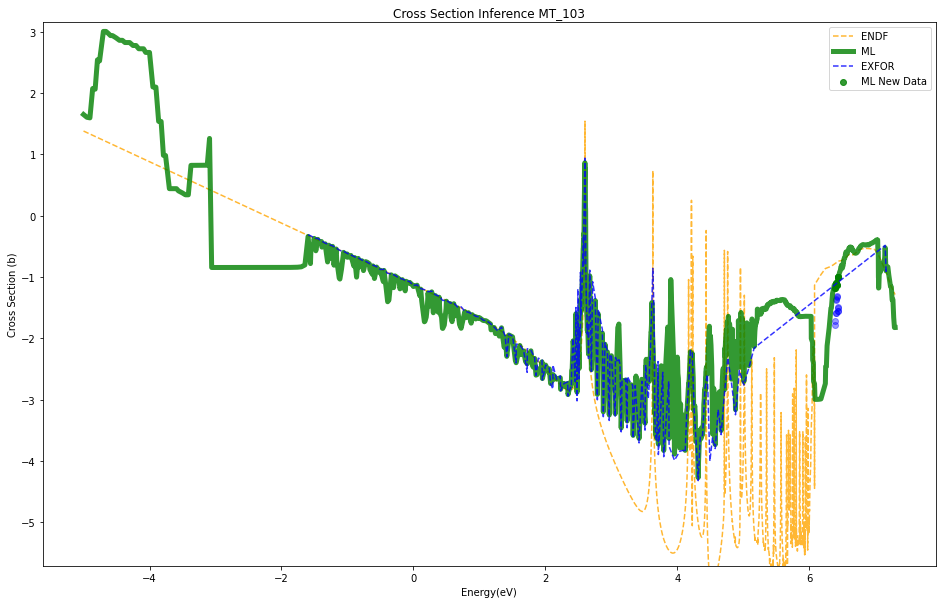 Cross Section Inference MT_103
ENDF
ML
EXFOR
ML New Data
Cross Section (b)
3
2
1
0
−1
−2
−3
−4
−5
−4
−2
0
2
4
6
Energy(eV)